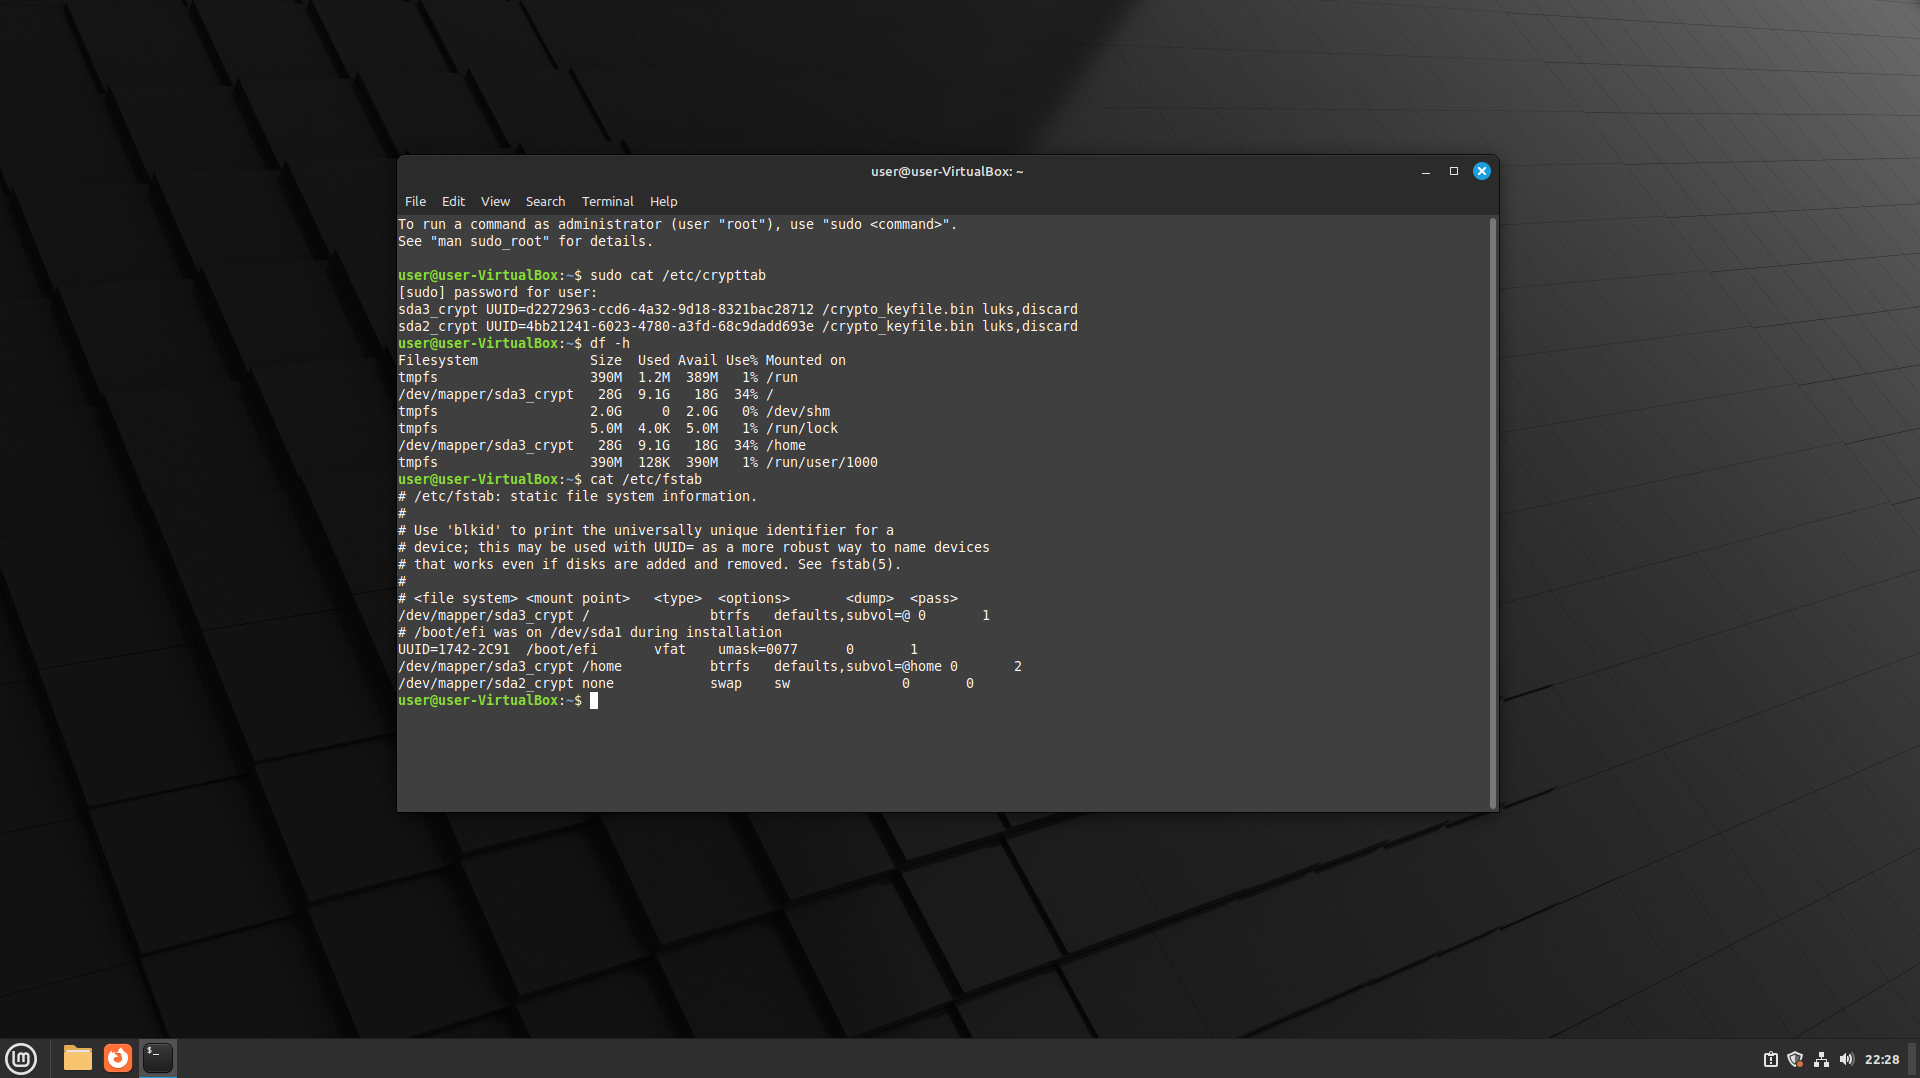 user@user-VirtualBox: ~
File Edit View Search Terminal Help
To run a command as administrator (user "root"), use "sudo <command>".
See "man sudo_root" for details.
user@user-VirtualBox:~$ sudo cat /etc/crypttab
[sudo] password for user:
sda3_crypt UUID=d2272963-ccd6-4a32-9d18-8321bac28712 /crypto_keyfile.bin luks,discard
sda2_crypt UUID=4bb21241-6023-4780-a3fd-68c9dadd693e /crypto_keyfile.bin luks,discard
user@user-VirtualBox:~$ df -h
Filesystem              Size  Used Avail Use% Mounted on
tmpfs                   390M  1.2M  389M   1% /run
/dev/mapper/sda3_crypt   28G  9.1G   18G  34% /
tmpfs                   2.0G     0  2.0G   0% /dev/shm
tmpfs                   5.0M  4.0K  5.0M   1% /run/lock
/dev/mapper/sda3_crypt   28G  9.1G   18G  34% /home
tmpfs                   390M  128K  390M   1% /run/user/1000
user@user-VirtualBox:~$ cat /etc/fstab
# /etc/fstab: static file system information.
#
# Use 'blkid' to print the universally unique identifier for a
# device; this may be used with UUID= as a more robust way to name devices
# that works even if disks are added and removed. See fstab(5).
#
# <file system> <mount point>   <type>  <options>       <dump>  <pass>
/dev/mapper/sda3_crypt /               btrfs   defaults,subvol=@ 0       1
# /boot/efi was on /dev/sda1 during installation
UUID=1742-2C91  /boot/efi       vfat    umask=0077      0       1
/dev/mapper/sda3_crypt /home           btrfs   defaults,subvol=@home 0       2
/dev/mapper/sda2_crypt none            swap    sw              0       0
user@user-VirtualBox:~$
22:28